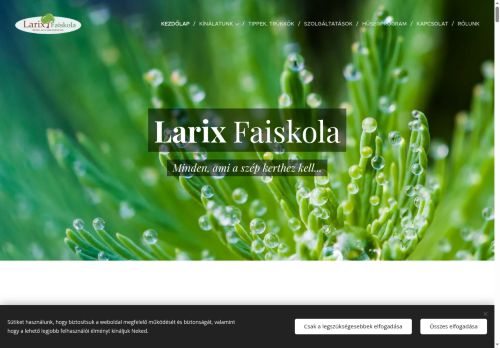 Larix Faiskola
KEZDŐLAP
KÍNÁLATUNK
TIPPEK, TRÜKKÖK
SZOLGÁLTATÁSOK
HŰSÉGPROGRAM
KAPCSOLAT
RÓLUNK
Larix Faiskola
Minden, ami a szép kerthez kell...
Sütiket használunk, hogy biztosítsuk a weboldal megfelelő működését és biztonságát, valamint
hogy a lehető legjobb felhasználói élményt kínáljuk Neked.
Csak a legszükségesebbek elfogadása
Összes elfogadása